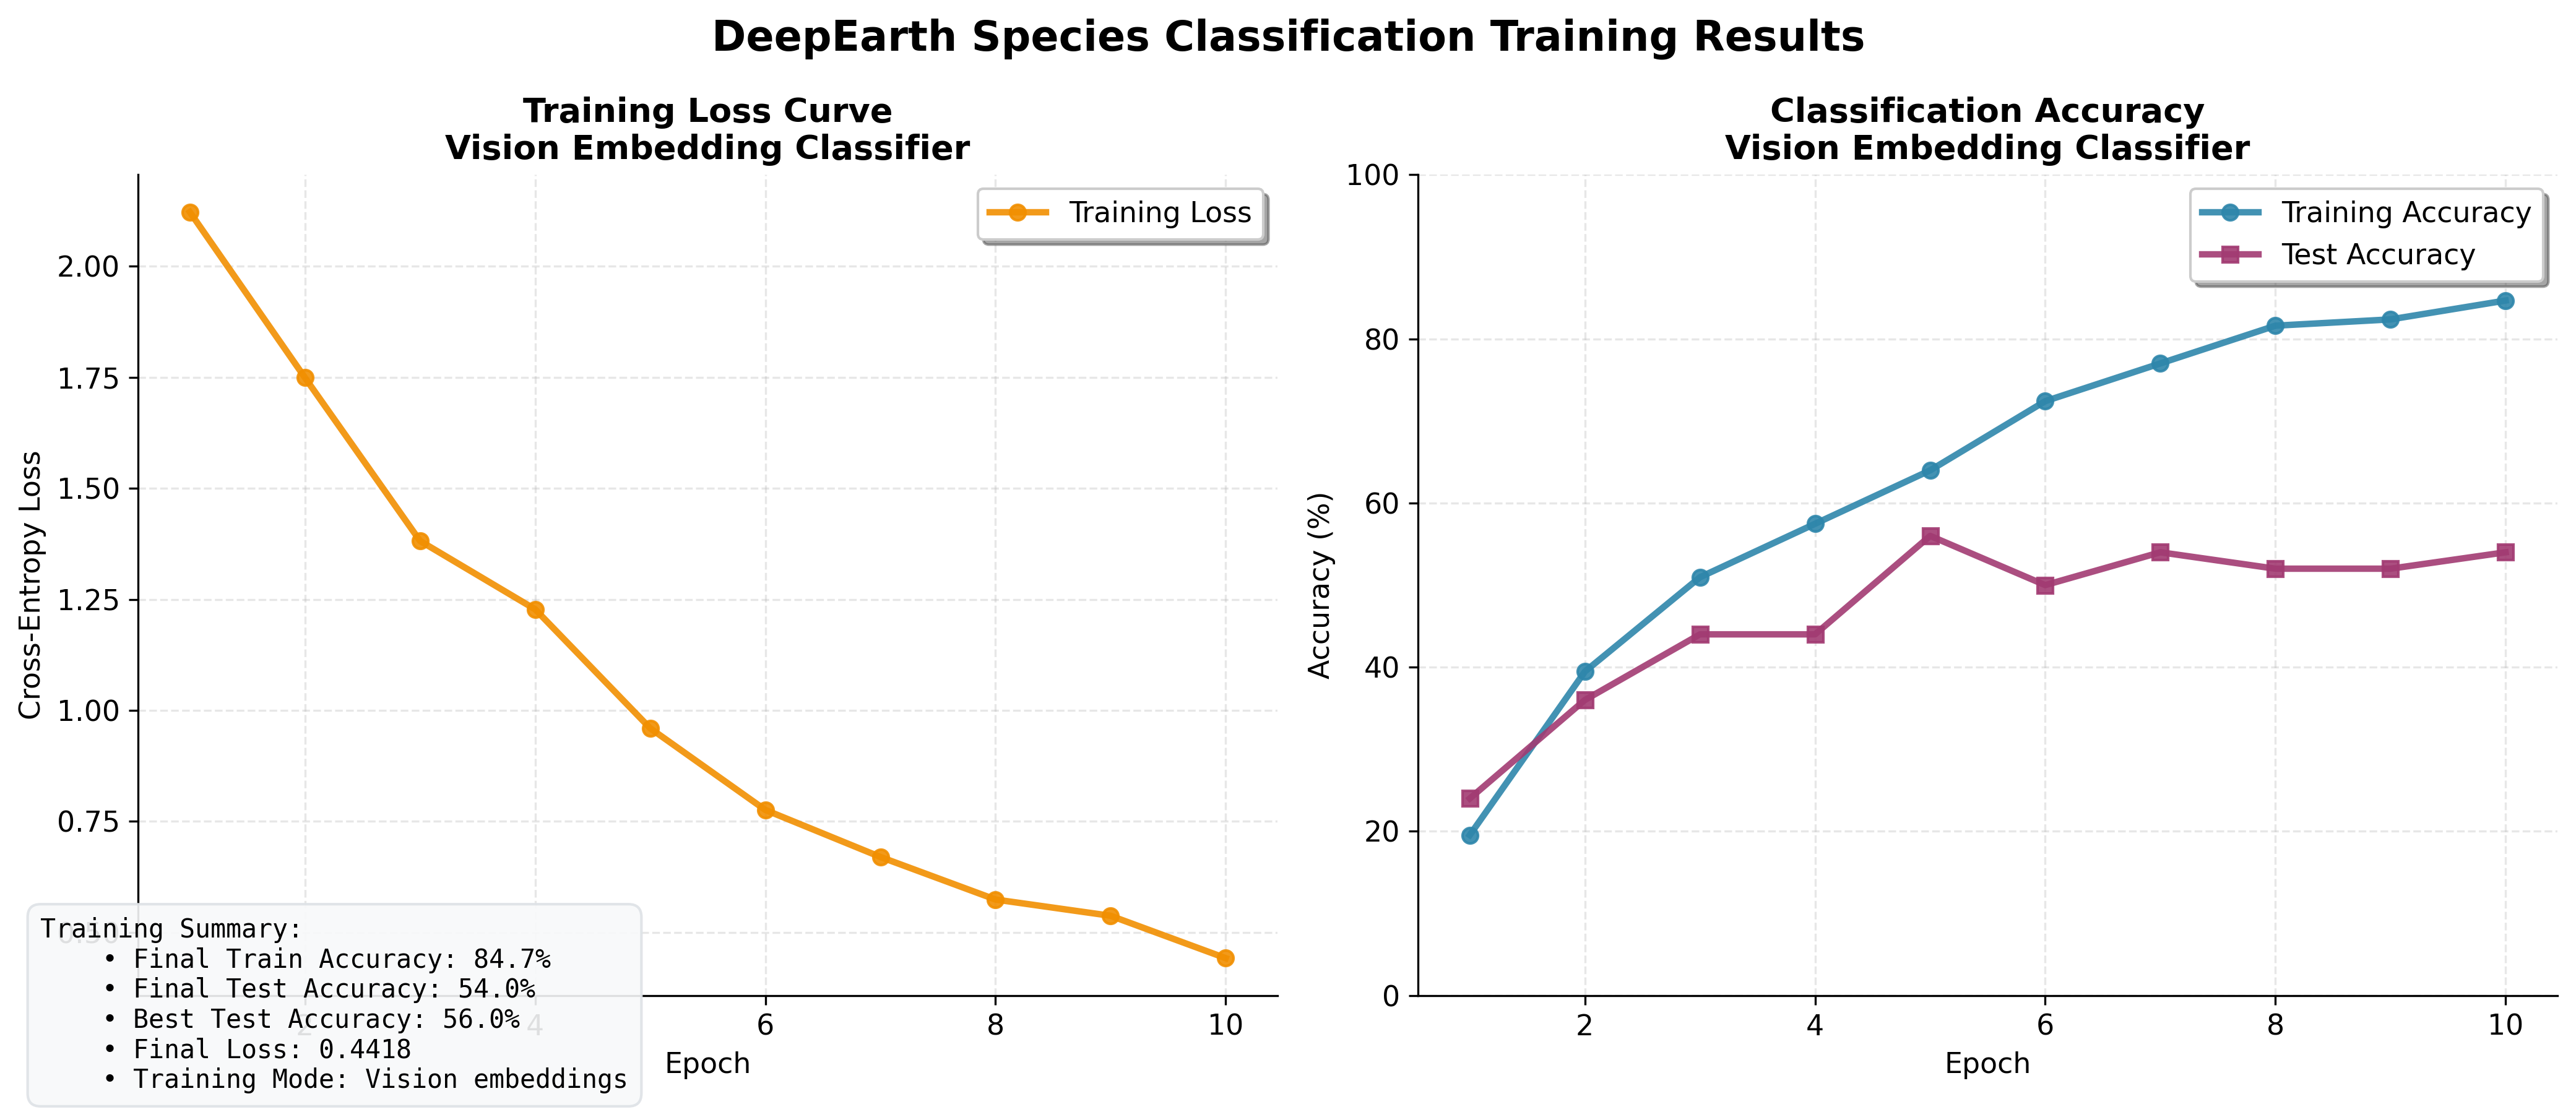 DeepEarth Species Classification Training Results
Training Loss Curve
Vision Embedding Classifier
Training Loss
Cross-Entropy Loss
2.00
1.75
1.50
1.25
1.00
0.75
0.50
2
4
6
8
10
Epoch
Training Summary:
• Final Train Accuracy: 84.7%
• Final Test Accuracy: 54.0%
• Best Test Accuracy: 56.0%
• Final Loss: 0.4418
• Training Mode: Vision embeddings
Classification Accuracy
Vision Embedding Classifier
Training Accuracy
Test Accuracy
Accuracy (%)
100
80
60
40
20
0
2
4
6
8
10
Epoch